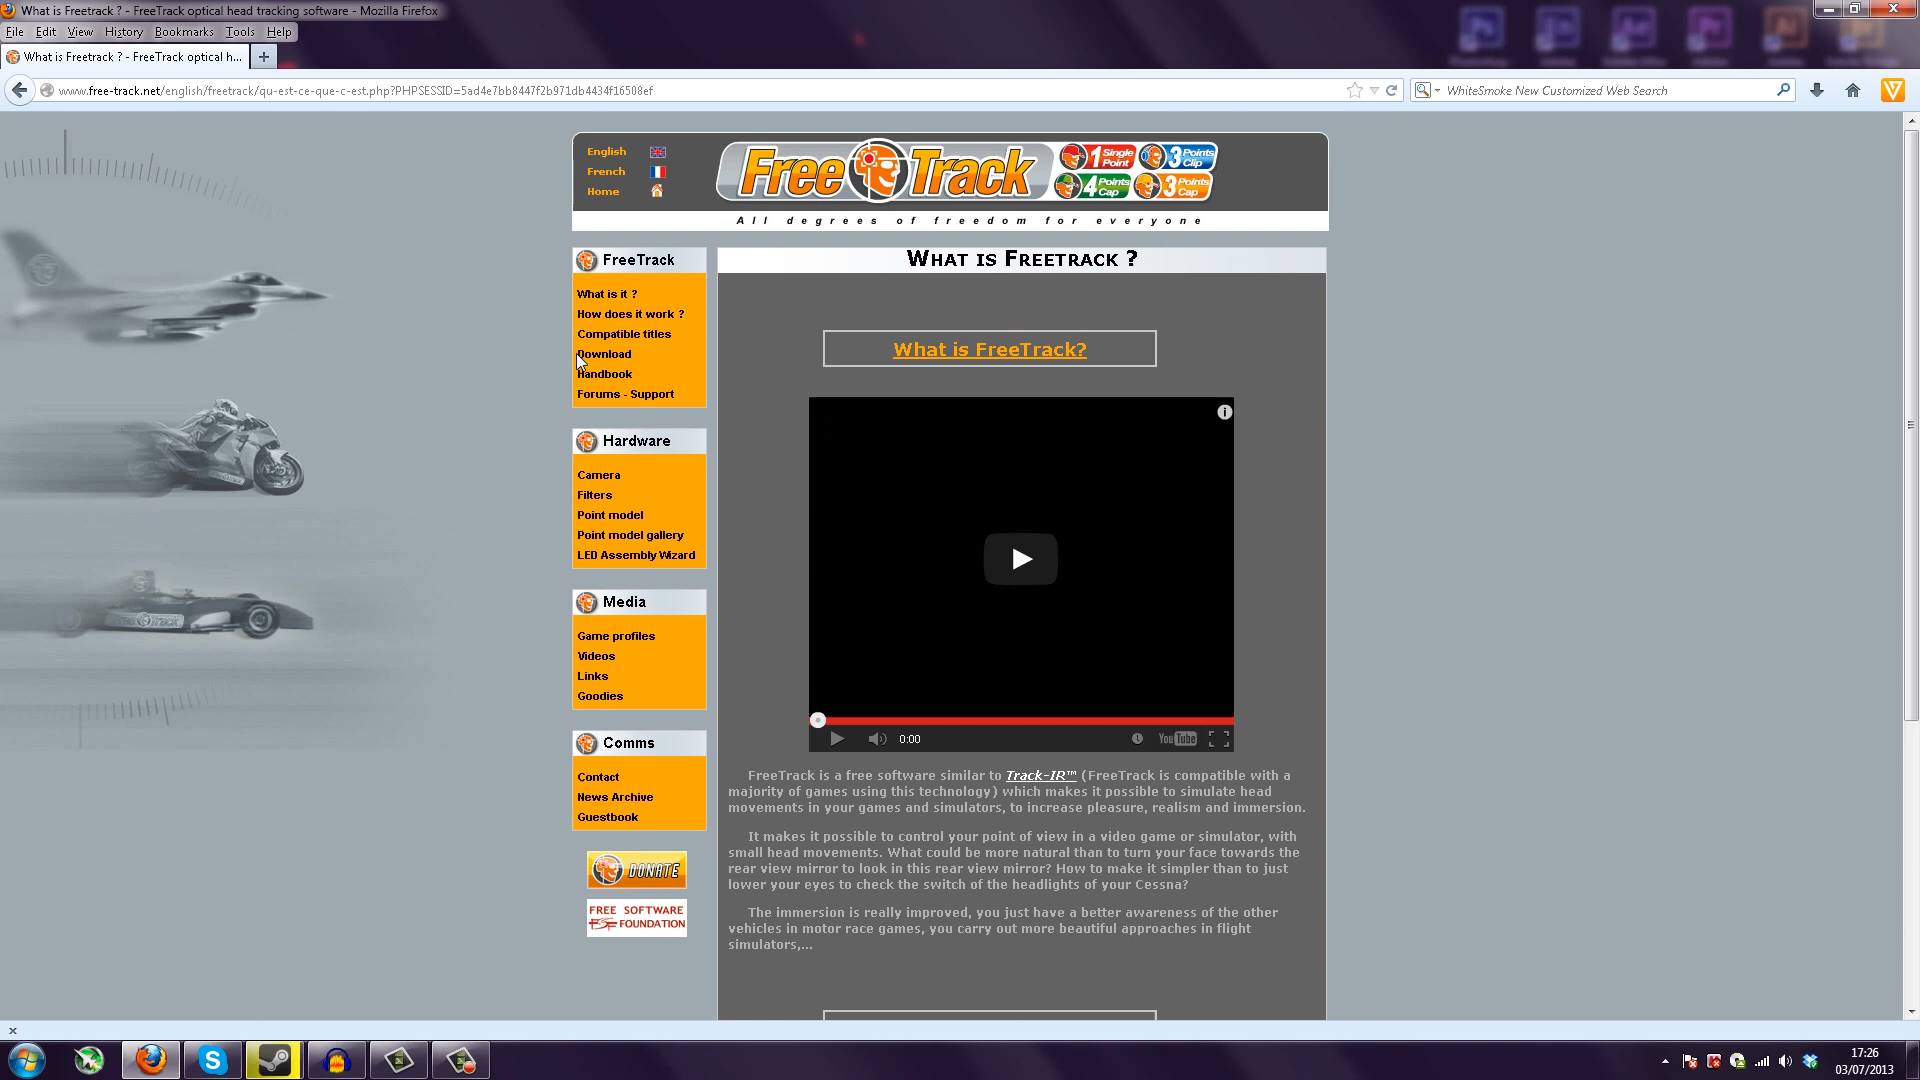 What is Freetrack ? - FreeTrack optical head tracking software - Mozilla Firefox
File Edit View History Bookmarks Tools Help
What is Freetrack ? - FreeTrack optical h...
www.free-track.net/english/freetrack/qu-est-ce-que-c-est.php?PHPSESSID=5ad4e7bb8447f2b971db4434f16508ef
WhiteSmoke New Customized Web Search
English
French
Home
Free Track
1 Single Point
3 Points Clip
4 Points Cap
3 Points Cap
All degrees of freedom for everyone
FreeTrack
What is it ?
How does it work ?
Compatible titles
Download
Handbook
Forums - Support
Hardware
Camera
Filters
Point model
Point model gallery
LED Assembly Wizard
Media
Game profiles
Videos
Links
Goodies
Comms
Contact
News Archive
Guestbook
DONATE
FREE SOFTWARE
FOUNDATION
What is Freetrack ?
What is FreeTrack?
0:00
YouTube
FreeTrack is a free software similar to Track-IR™ (FreeTrack is compatible with a
majority of games using this technology) which makes it possible to simulate head
movements in your games and simulators, to increase pleasure, realism and immersion.
It makes it possible to control your point of view in a video game or simulator, with
small head movements. What could be more natural than to turn your face towards the
rear view mirror to look in this rear view mirror? How to make it simpler than to just
lower your eyes to check the switch of the headlights of your Cessna?
The immersion is really improved, you just have a better awareness of the other
vehicles in motor race games, you carry out more beautiful approaches in flight
simulators,...
17:26
03/07/2013